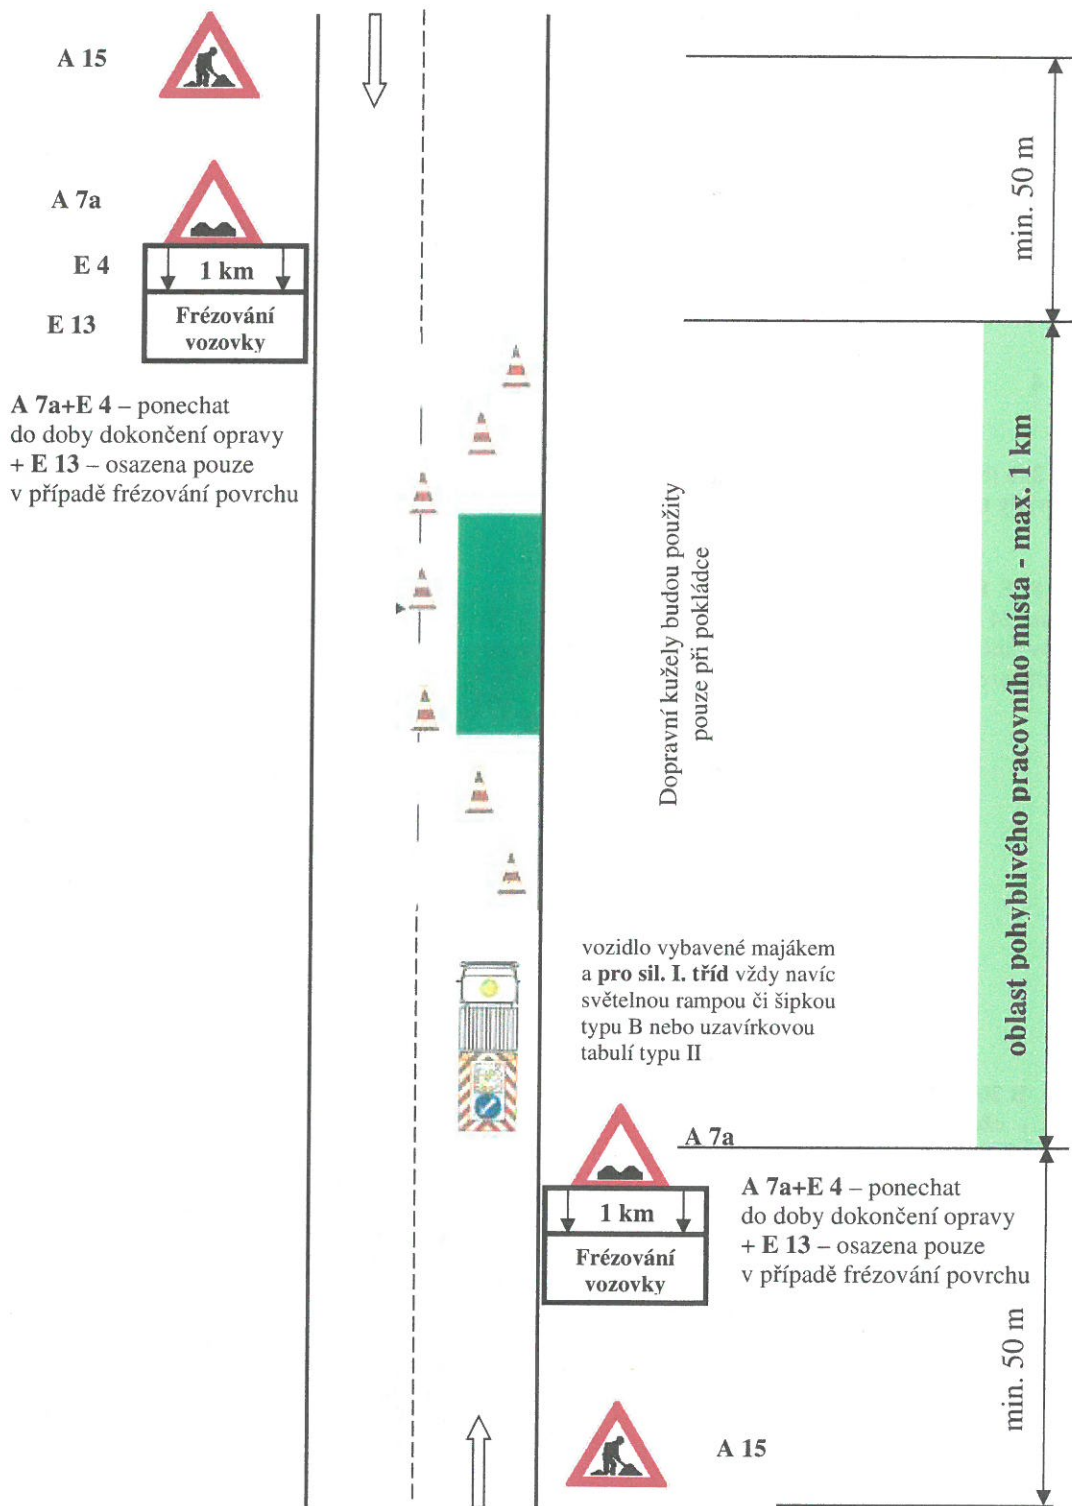 A 15
A 7a
E 4
1 km
E 13
Frézování
vozovky
A 7a+E 4 – ponechat
do doby dokončení opravy
+ E 13 – osazena pouze
v případě frézování povrchu
min. 50 m
oblast pohyblivého pracovního místa - max. 1 km
Dopravní kužely budou použity
pouze při pokládce
vozidlo vybavené majákem
a pro sil. I. tříd vždy navíc
světelnou rampou či šipkou
typu B nebo uzavírkovou
tabulí typu II
A 7a
1 km
Frézování
vozovky
A 7a+E 4 – ponechat
do doby dokončení opravy
+ E 13 – osazena pouze
v případě frézování povrchu
min. 50 m
A 15